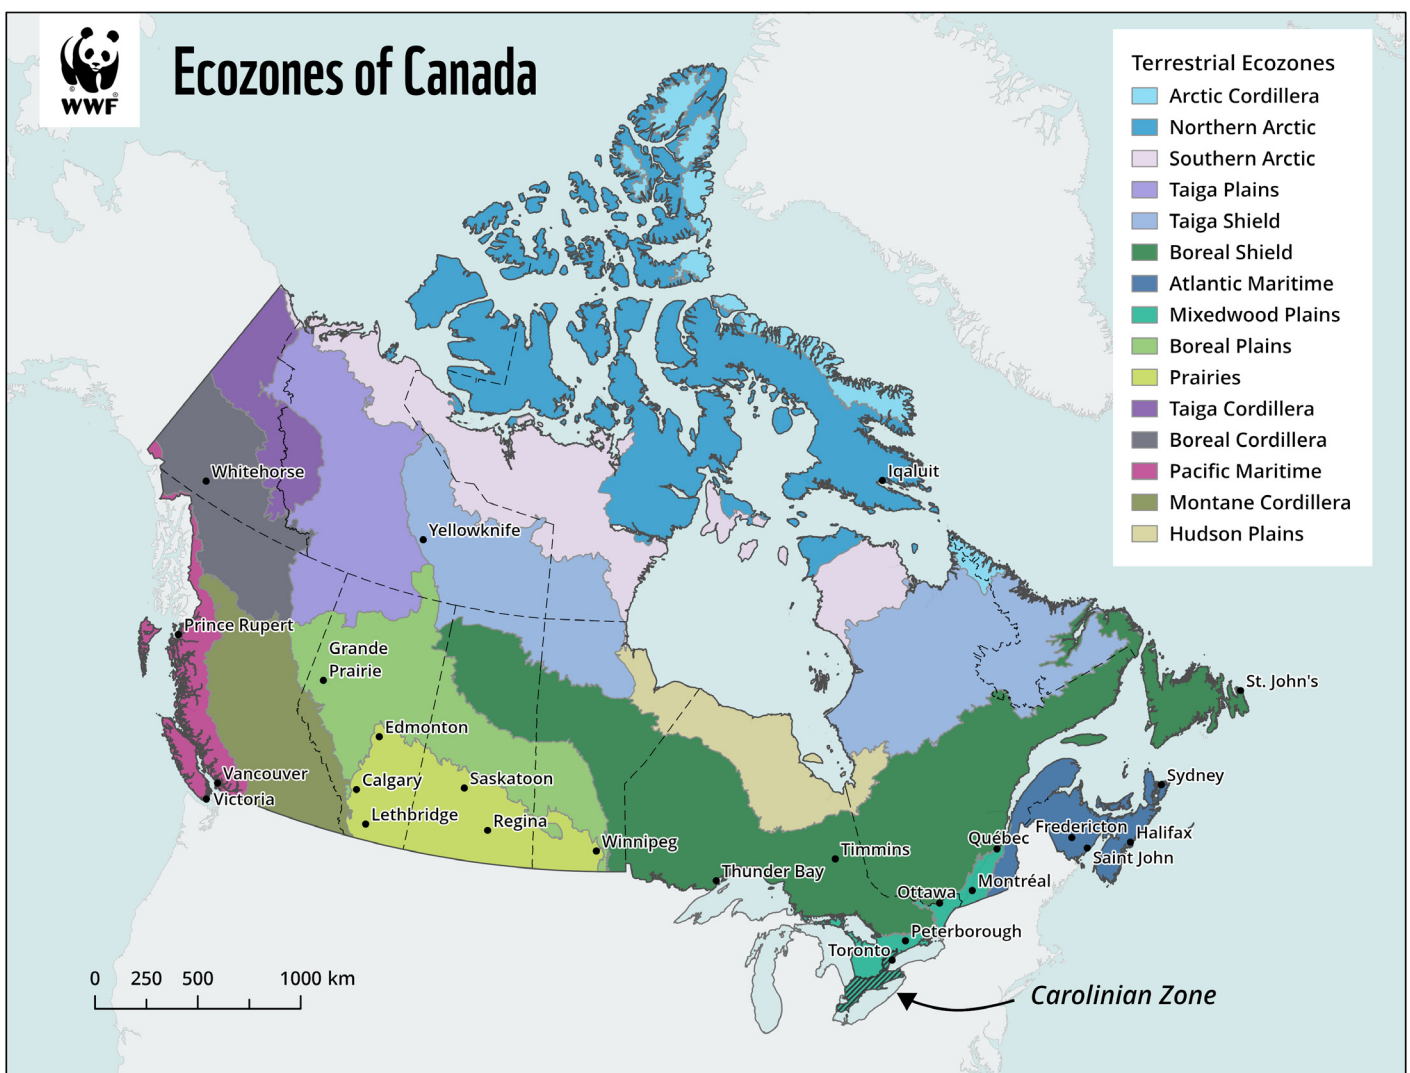 WWF
Ecozones of Canada
Terrestrial Ecozones
Arctic Cordillera
Northern Arctic
Southern Arctic
Taiga Plains
Taiga Shield
Boreal Shield
Atlantic Maritime
Mixedwood Plains
Boreal Plains
Prairies
Taiga Cordillera
Boreal Cordillera
Pacific Maritime
Montane Cordillera
Hudson Plains
Whitehorse
Iqaluit
Yellowknife
Prince Rupert
Grande
Prairie
St. John's
Edmonton
Vancouver
Calgary
Saskatoon
Sydney
Victoria
Lethbridge
Regina
Winnipeg
Québec
Fredericton
Halifax
Timmins
Saint John
Thunder Bay
Ottawa
Montréal
Peterborough
Toronto
0 250 500 1000 km
Carolinian Zone